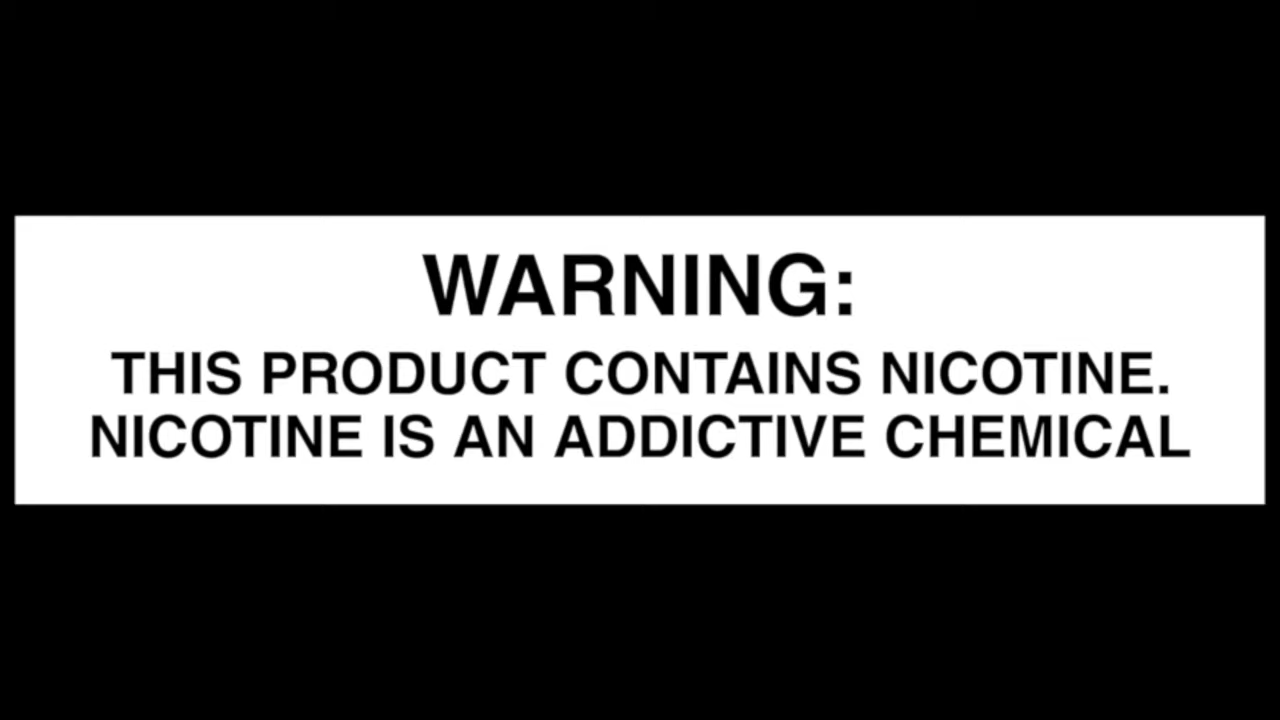 WARNING:
THIS PRODUCT CONTAINS NICOTINE.
NICOTINE IS AN ADDICTIVE CHEMICAL